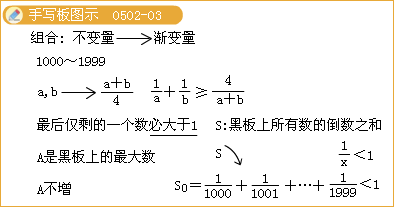 手写板图示 0502-03
组合：不变量→渐变量
1000～1999
a,b→(a+b)/4 1/a+1/b≥4/(a+b)
最后仅剩的一个数必大于1 S:黑板上所有数的倒数之和
A是黑板上的最大数 S↘ 1/x<1
A不增 S₀=1/1000+1/1001+…+1/1999<1